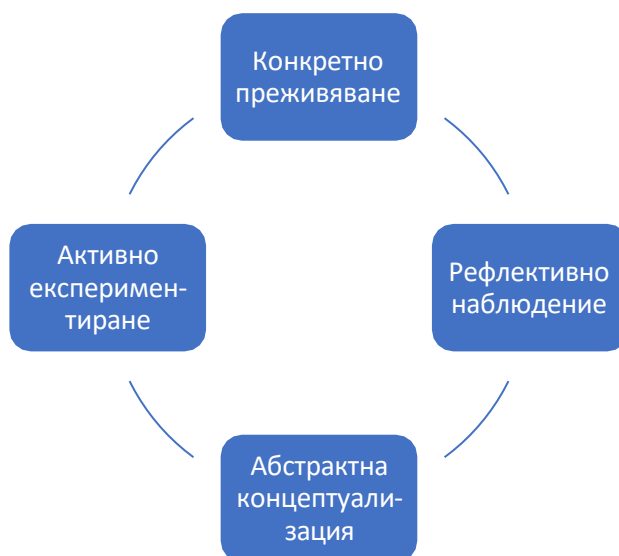 Конкретно
преживяване
Активно
експеримен-
тиране
Рефлективно
наблюдение
Абстрактна
концептуали-
зация